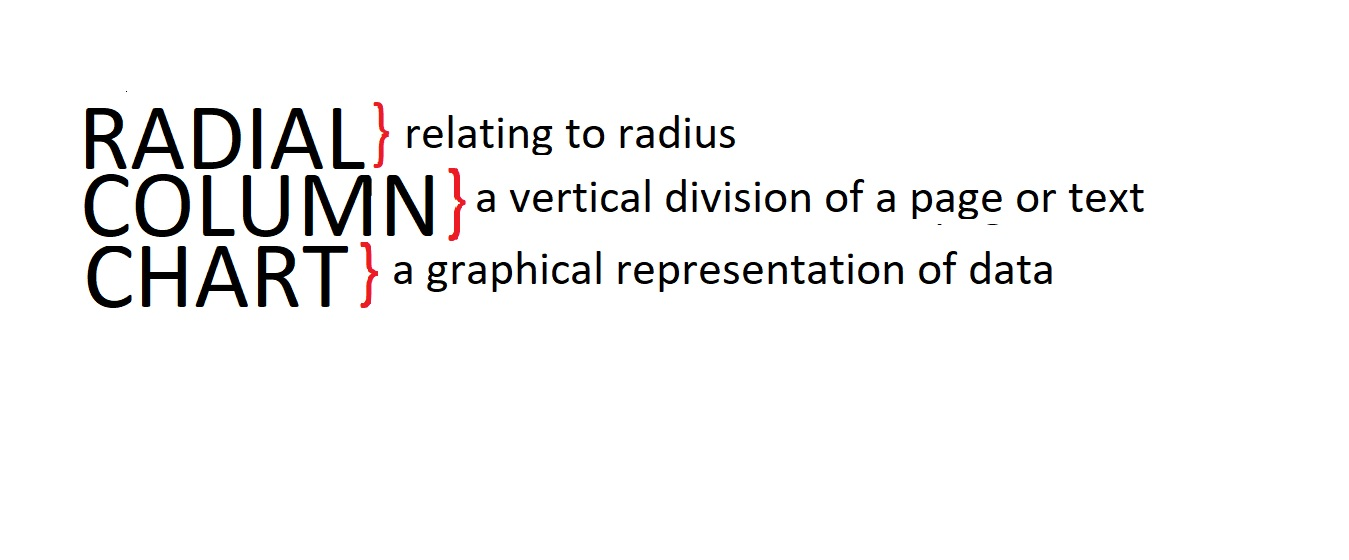 RADIAL } relating to radius
COLUMN } a vertical division of a page or text
CHART } a graphical representation of data